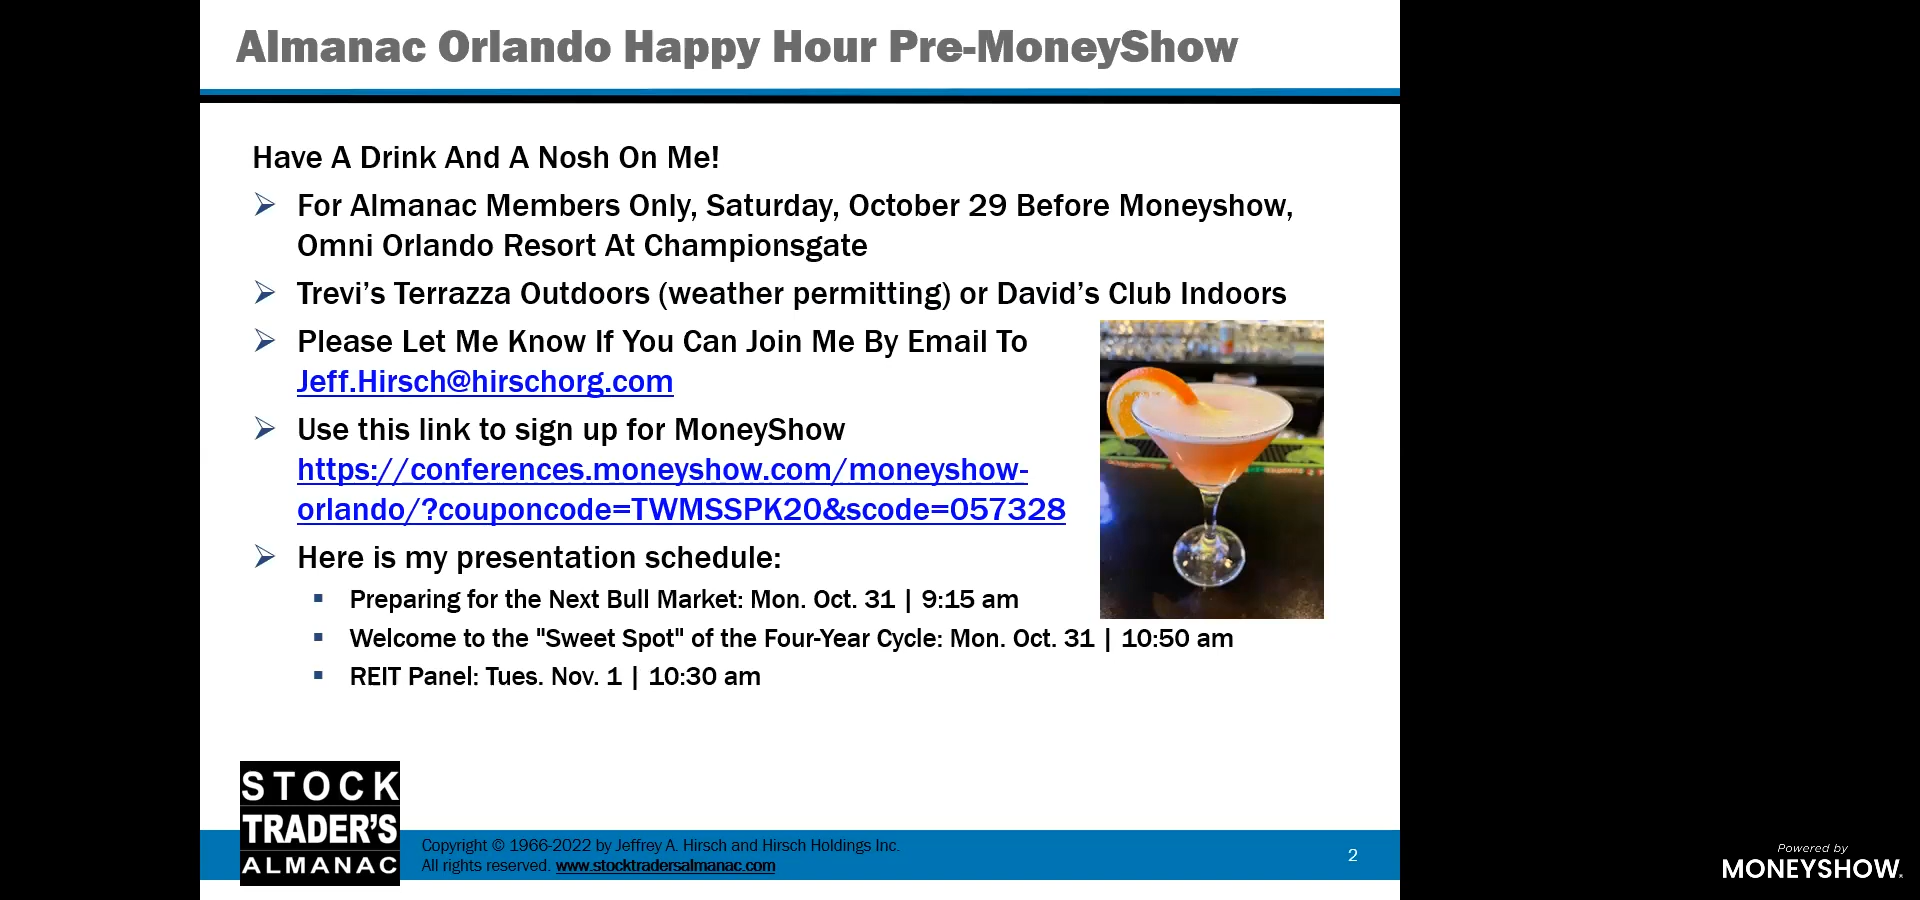 Almanac Orlando Happy Hour Pre-MoneyShow
Have A Drink And A Nosh On Me!
For Almanac Members Only, Saturday, October 29 Before Moneyshow,
Omni Orlando Resort At Championsgate
Trevi’s Terrazza Outdoors (weather permitting) or David’s Club Indoors
Please Let Me Know If You Can Join Me By Email To
Jeff.Hirsch@hirschorg.com
Use this link to sign up for MoneyShow
https://conferences.moneyshow.com/moneyshow-
orlando/?couponcode=TWMSSPK20&scode=057328
Here is my presentation schedule:
Preparing for the Next Bull Market: Mon. Oct. 31 | 9:15 am
Welcome to the "Sweet Spot" of the Four-Year Cycle: Mon. Oct. 31 | 10:50 am
REIT Panel: Tues. Nov. 1 | 10:30 am
STOCK
TRADER’S
ALMANAC
Copyright © 1966-2022 by Jeffrey A. Hirsch and Hirsch Holdings Inc.
All rights reserved. www.stocktradersalmanac.com
2
Powered by
MONEYSHOW.